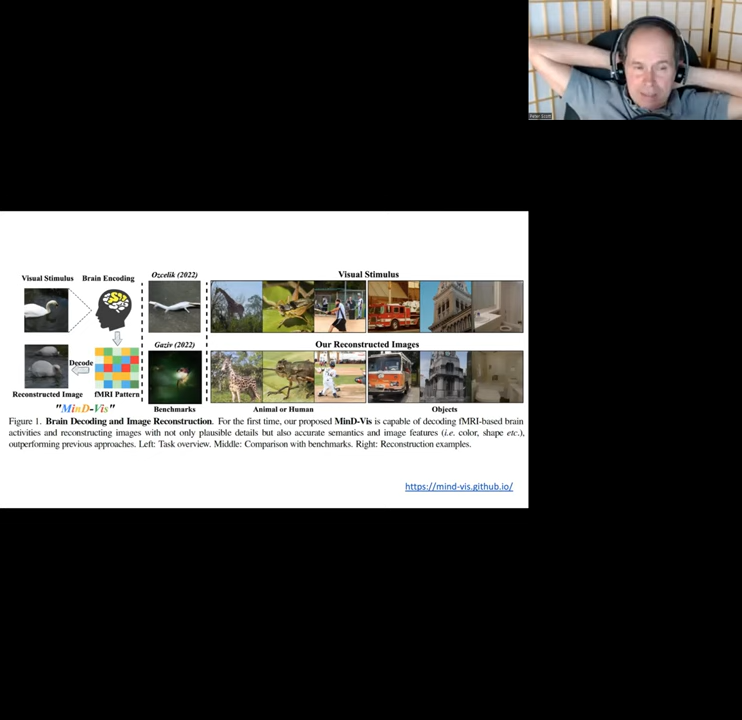 Peter Scott
Visual Stimulus
Brain Encoding
Ozcelik (2022)
Visual Stimulus
Gaziv (2022)
Our Reconstructed Images
Decode
Reconstructed Image
fMRI Pattern
"MinD-Vis"
Benchmarks
Animal or Human
Objects
Figure 1. Brain Decoding and Image Reconstruction. For the first time, our proposed MinD-Vis is capable of decoding fMRI-based brain
activities and reconstructing images with not only plausible details but also accurate semantics and image features (i.e. color, shape etc.),
outperforming previous approaches. Left: Task overview. Middle: Comparison with benchmarks. Right: Reconstruction examples.
https://mind-vis.github.io/